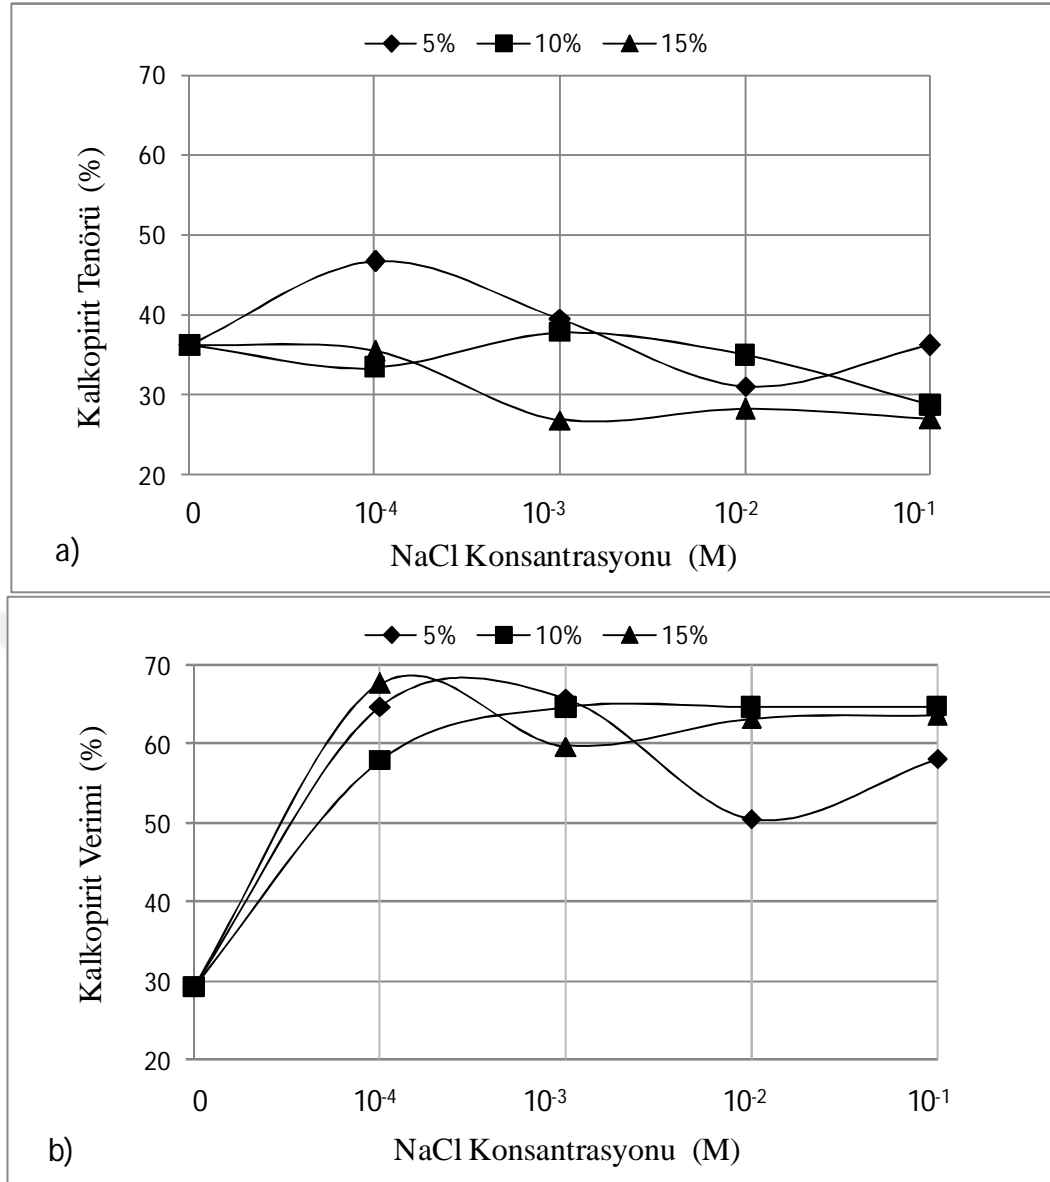 5% 10% 15%
Kalkopirit Tenörü (%)
70
60
50
40
30
20
0 10-4 10-3 10-2 10-1
a)
NaCl Konsantrasyonu (M)
5% 10% 15%
Kalkopirit Verimi (%)
70
60
50
40
30
20
0 10-4 10-3 10-2 10-1
b)
NaCl Konsantrasyonu (M)